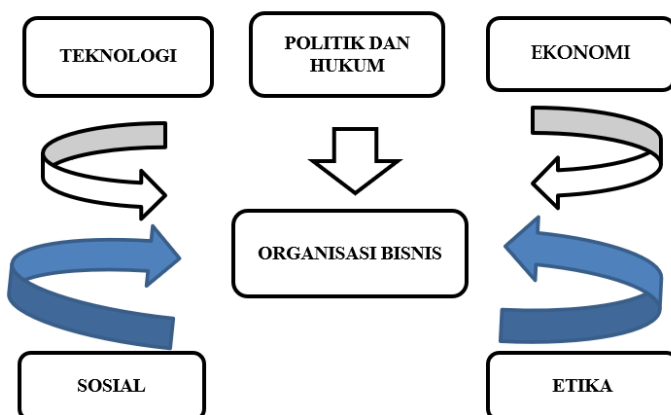 TEKNOLOGI
POLITIK DAN
HUKUM
EKONOMI
ORGANISASI BISNIS
SOSIAL
ETIKA